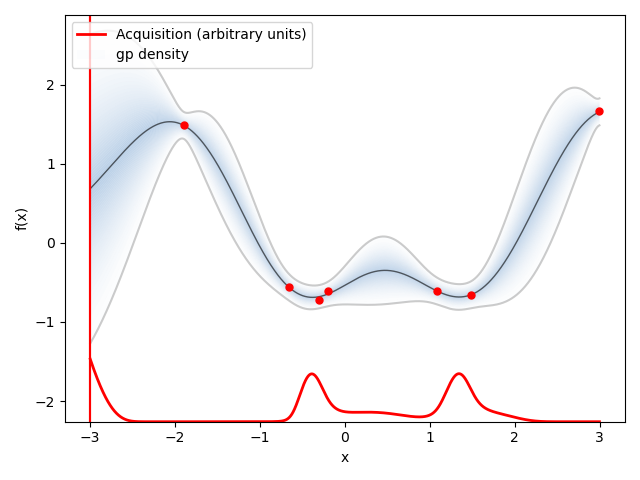 Acquisition (arbitrary units)
gp density
f(x)
2
1
0
−1
−2
−3 −2 −1 0 1 2 3
x